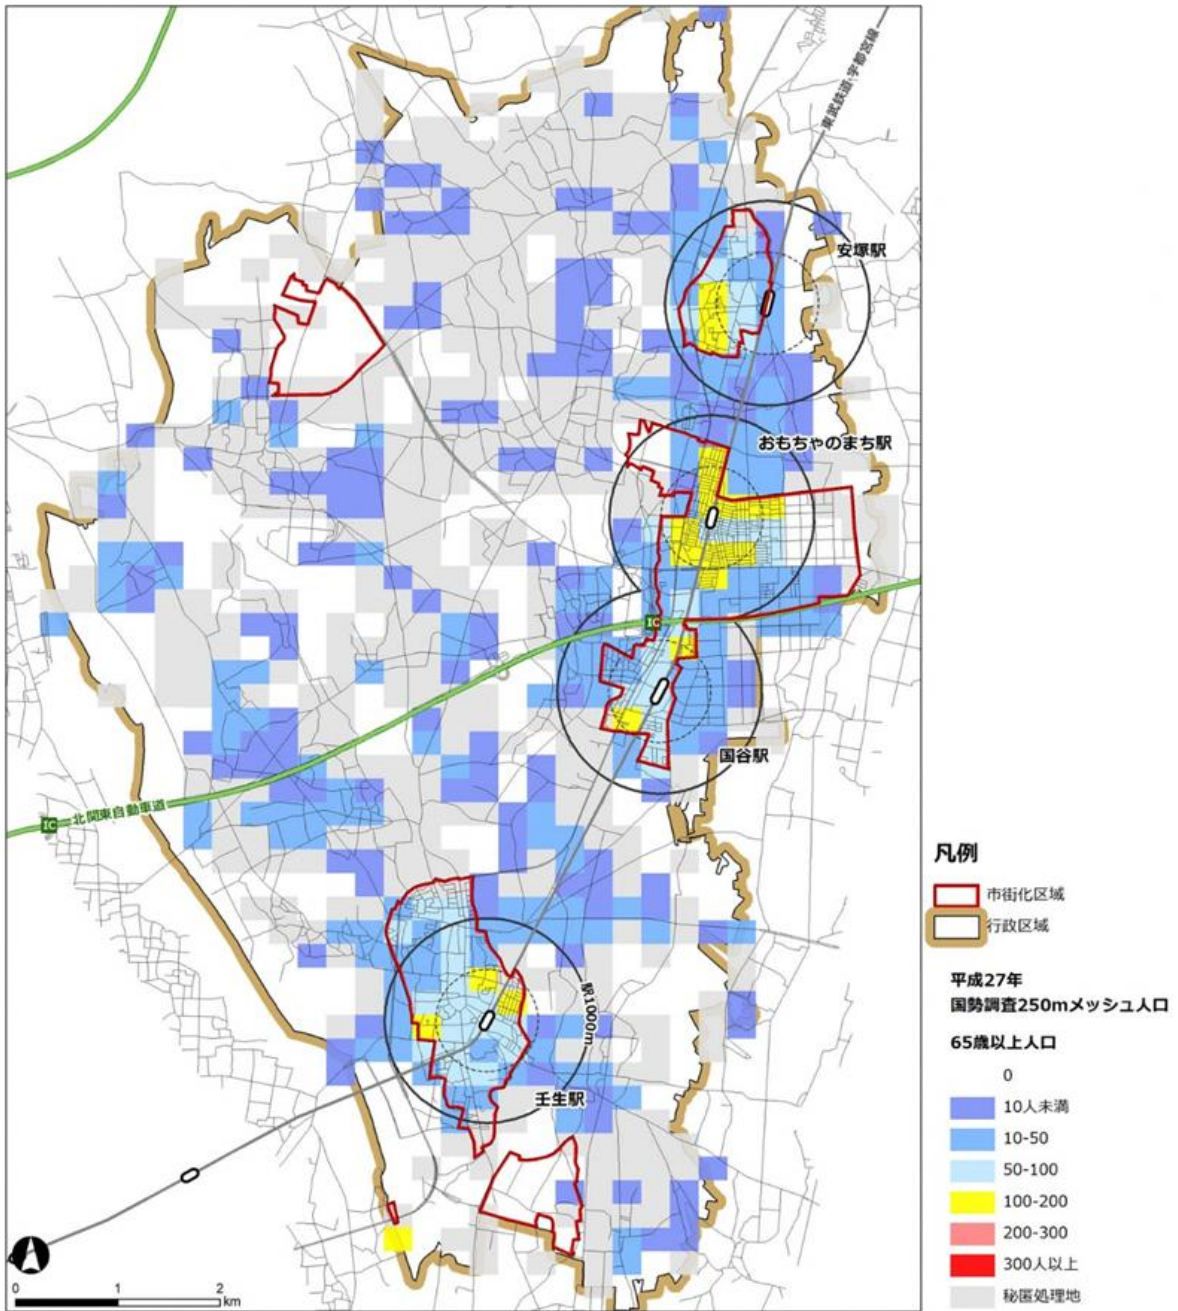 東武鉄道宇都宮線
安塚駅
おもちゃのまち駅
IC
国谷駅
IC
北関東自動車道
駅1000m
壬生駅
0 1 2
km
凡例
市街化区域
行政区域
平成27年
国勢調査250mメッシュ人口
65歳以上人口
0
10人未満
10-50
50-100
100-200
200-300
300人以上
秘匿処理地